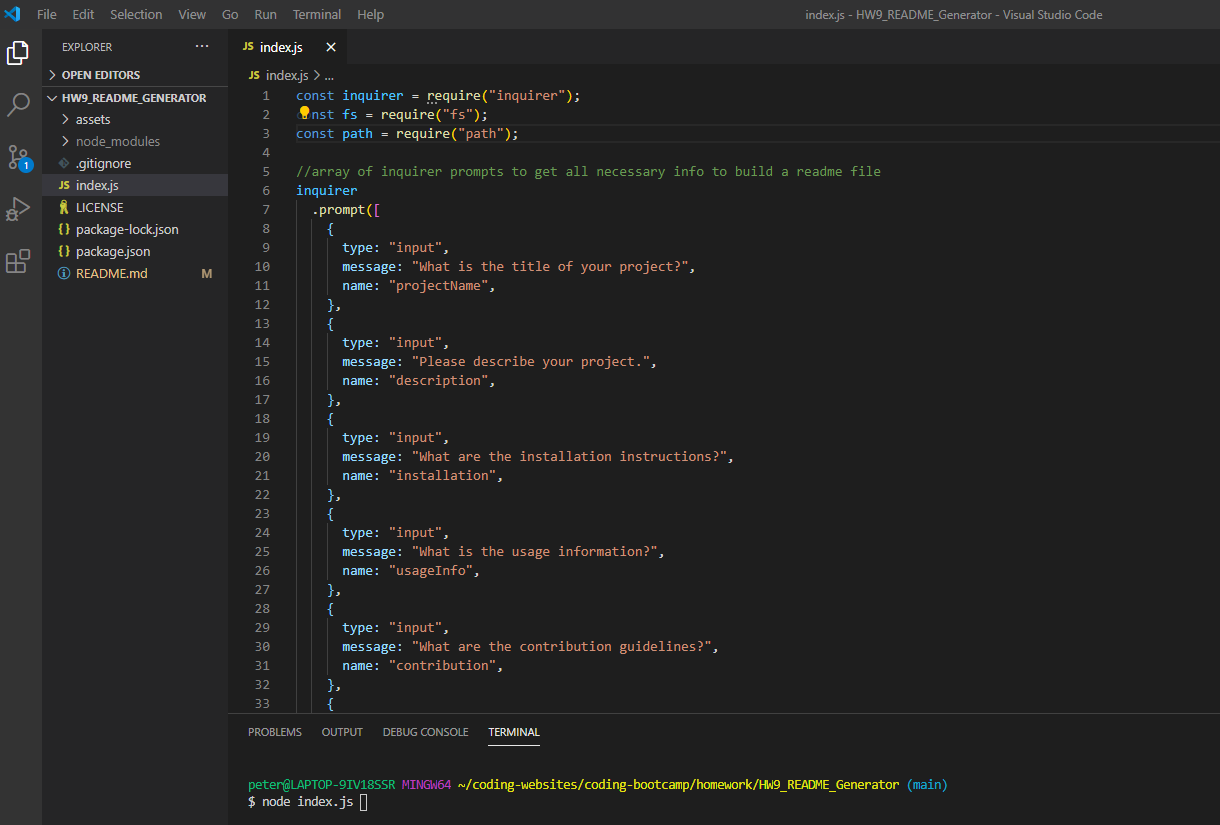 File Edit Selection View Go Run Terminal Help index.js - HW9_README_Generator - Visual Studio Code
EXPLORER ...
OPEN EDITORS
HW9_README_GENERATOR
assets
node_modules
.gitignore
JS index.js
LICENSE
{} package-lock.json
{} package.json
README.md M
1
JS index.js ×
JS index.js > ...
1 const inquirer = require("inquirer");
2 nst fs = require("fs");
3 const path = require("path");
4
5 //array of inquirer prompts to get all necessary info to build a readme file
6 inquirer
7 .prompt([
8 {
9 type: "input",
10 message: "What is the title of your project?",
11 name: "projectName",
12 },
13 {
14 type: "input",
15 message: "Please describe your project.",
16 name: "description",
17 },
18 {
19 type: "input",
20 message: "What are the installation instructions?",
21 name: "installation",
22 },
23 {
24 type: "input",
25 message: "What is the usage information?",
26 name: "usageInfo",
27 },
28 {
29 type: "input",
30 message: "What are the contribution guidelines?",
31 name: "contribution",
32 },
33 {
PROBLEMS OUTPUT DEBUG CONSOLE TERMINAL
peter@LAPTOP-9IV18SSR MINGW64 ~/coding-websites/coding-bootcamp/homework/HW9_README_Generator (main)
$ node index.js